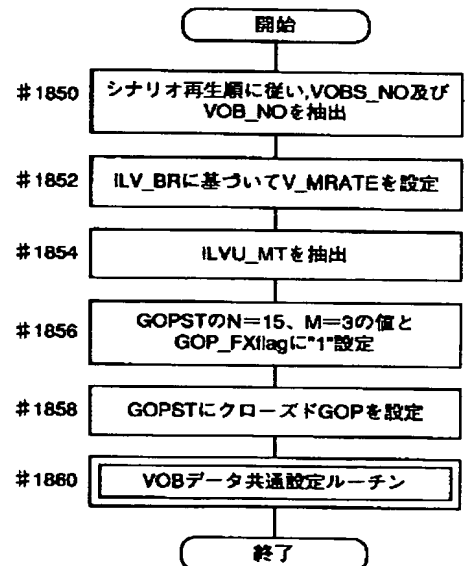 開始
#1850
シナリオ再生順に従い,VOBS_NO及び
VOB_NOを抽出
#1852
ILV_BRに基づいてV_MRATEを設定
#1854
ILVU_MTを抽出
#1856
GOPSTのN=15、M=3の値と
GOP_FXflagに"1"設定
#1858
GOPSTにクローズドGOPを設定
#1860
VOBデータ共通設定ルーチン
終了